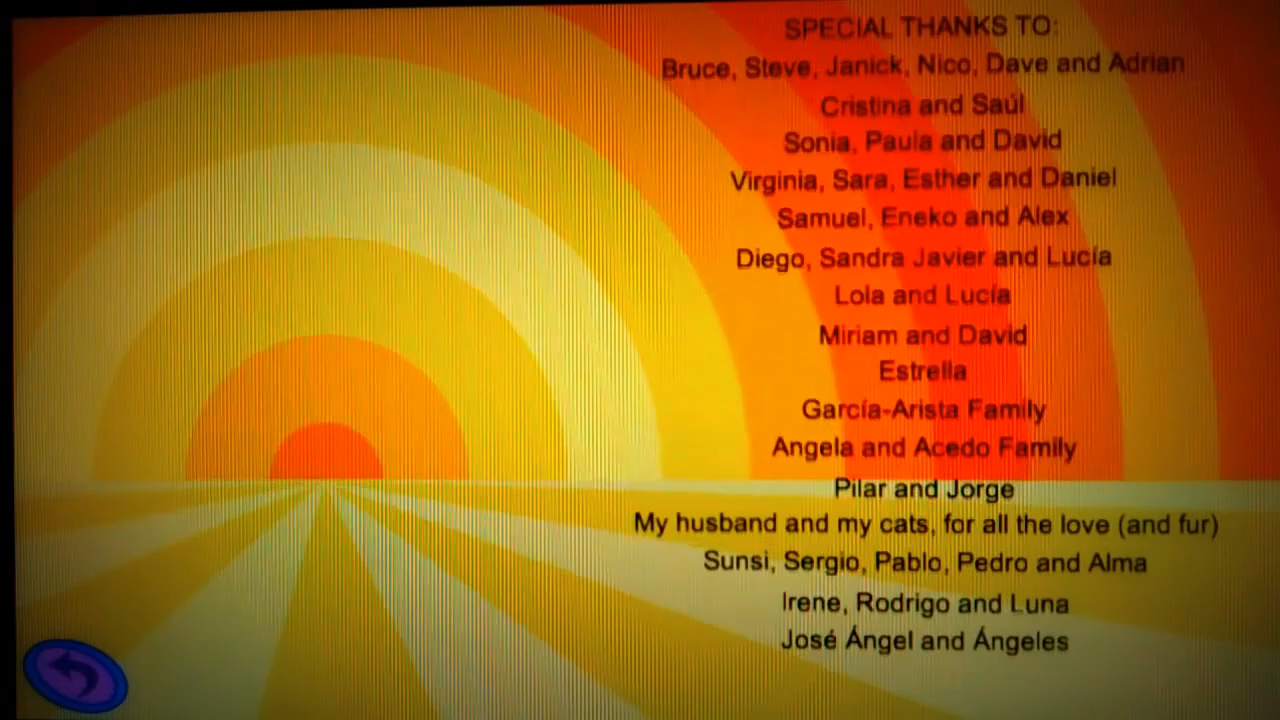 SPECIAL THANKS TO:
Bruce, Steve, Janick, Nico, Dave and Adrian
Cristina and Saúl
Sonia, Paula and David
Virginia, Sara, Esther and Daniel
Samuel, Eneko and Alex
Diego, Sandra Javier and Lucía
Lola and Lucía
Miriam and David
Estrella
García-Arista Family
Angela and Acedo Family
Pilar and Jorge
My husband and my cats, for all the love (and fur)
Sunsi, Sergio, Pablo, Pedro and Alma
Irene, Rodrigo and Luna
José Ángel and Ángeles